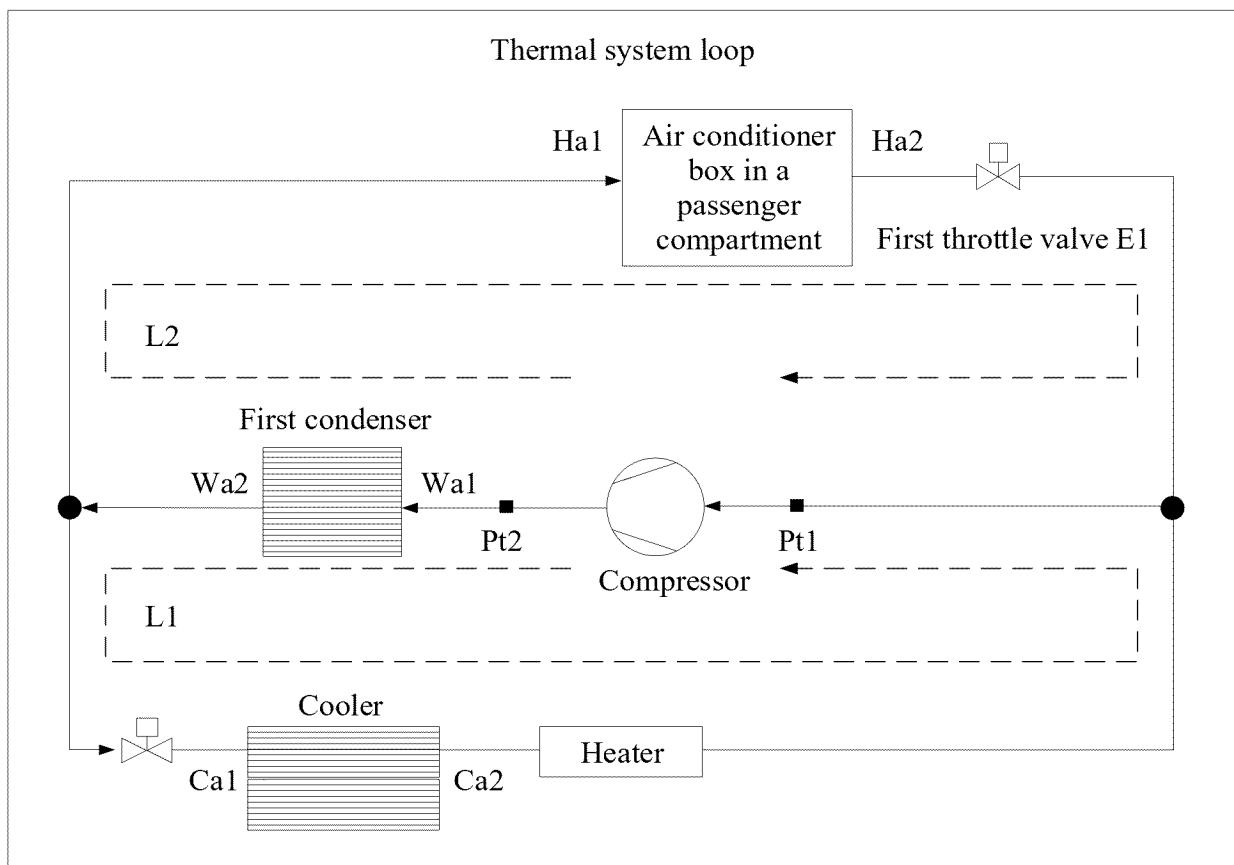 Thermal system loop
Ha1
Air conditioner
box in a
passenger
compartment
Ha2
First throttle valve E1
L2
First condenser
Wa2
Wa1
Pt2
Pt1
Compressor
L1
Cooler
Heater
Ca1
Ca2